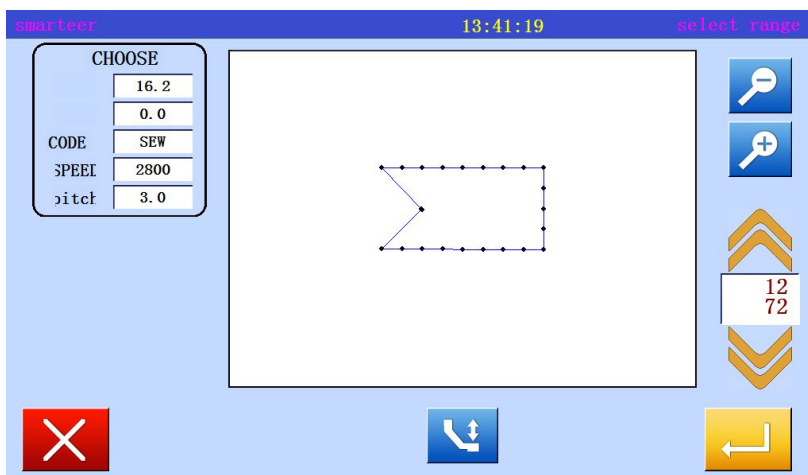 smarteer 13:41:19 select range
CHOOSE
16.2
0.0
CODE SEW
SPEED 2800
pitch 3.0
12
72